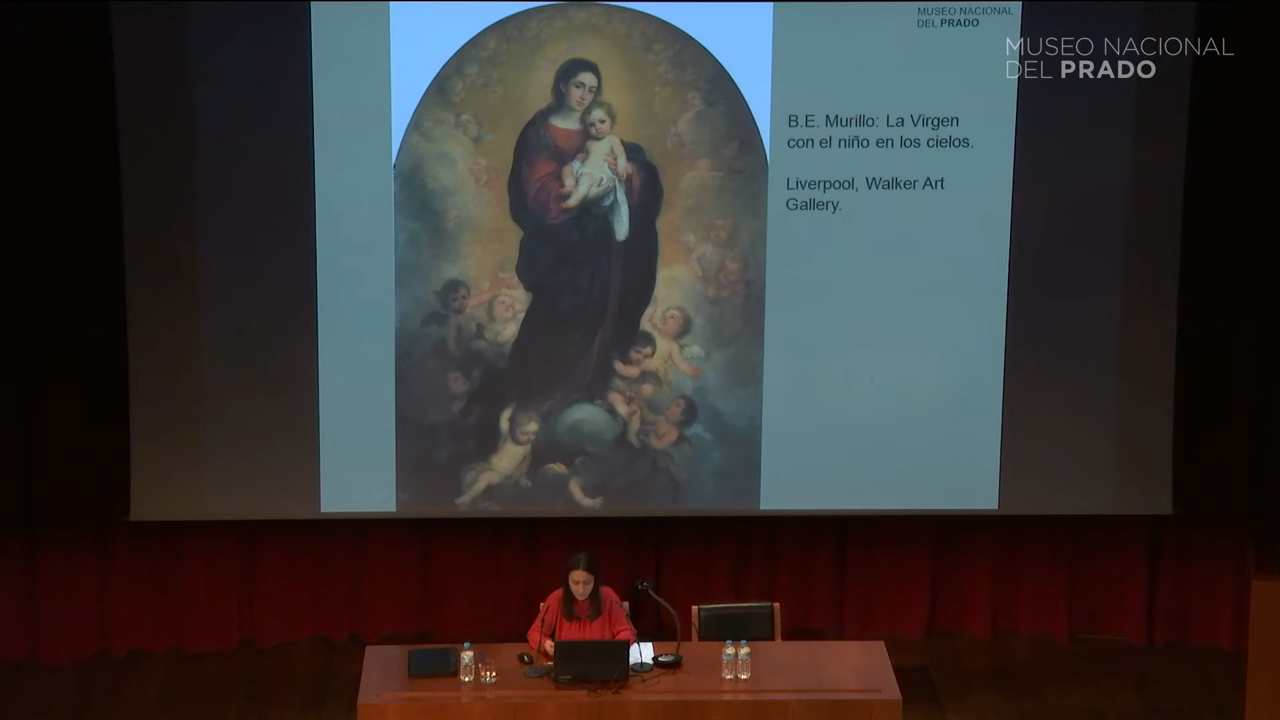 MUSEO NACIONAL
DEL PRADO
MUSEO NACIONAL
DEL PRADO
B.E. Murillo: La Virgen
con el niño en los cielos.
Liverpool, Walker Art
Gallery.